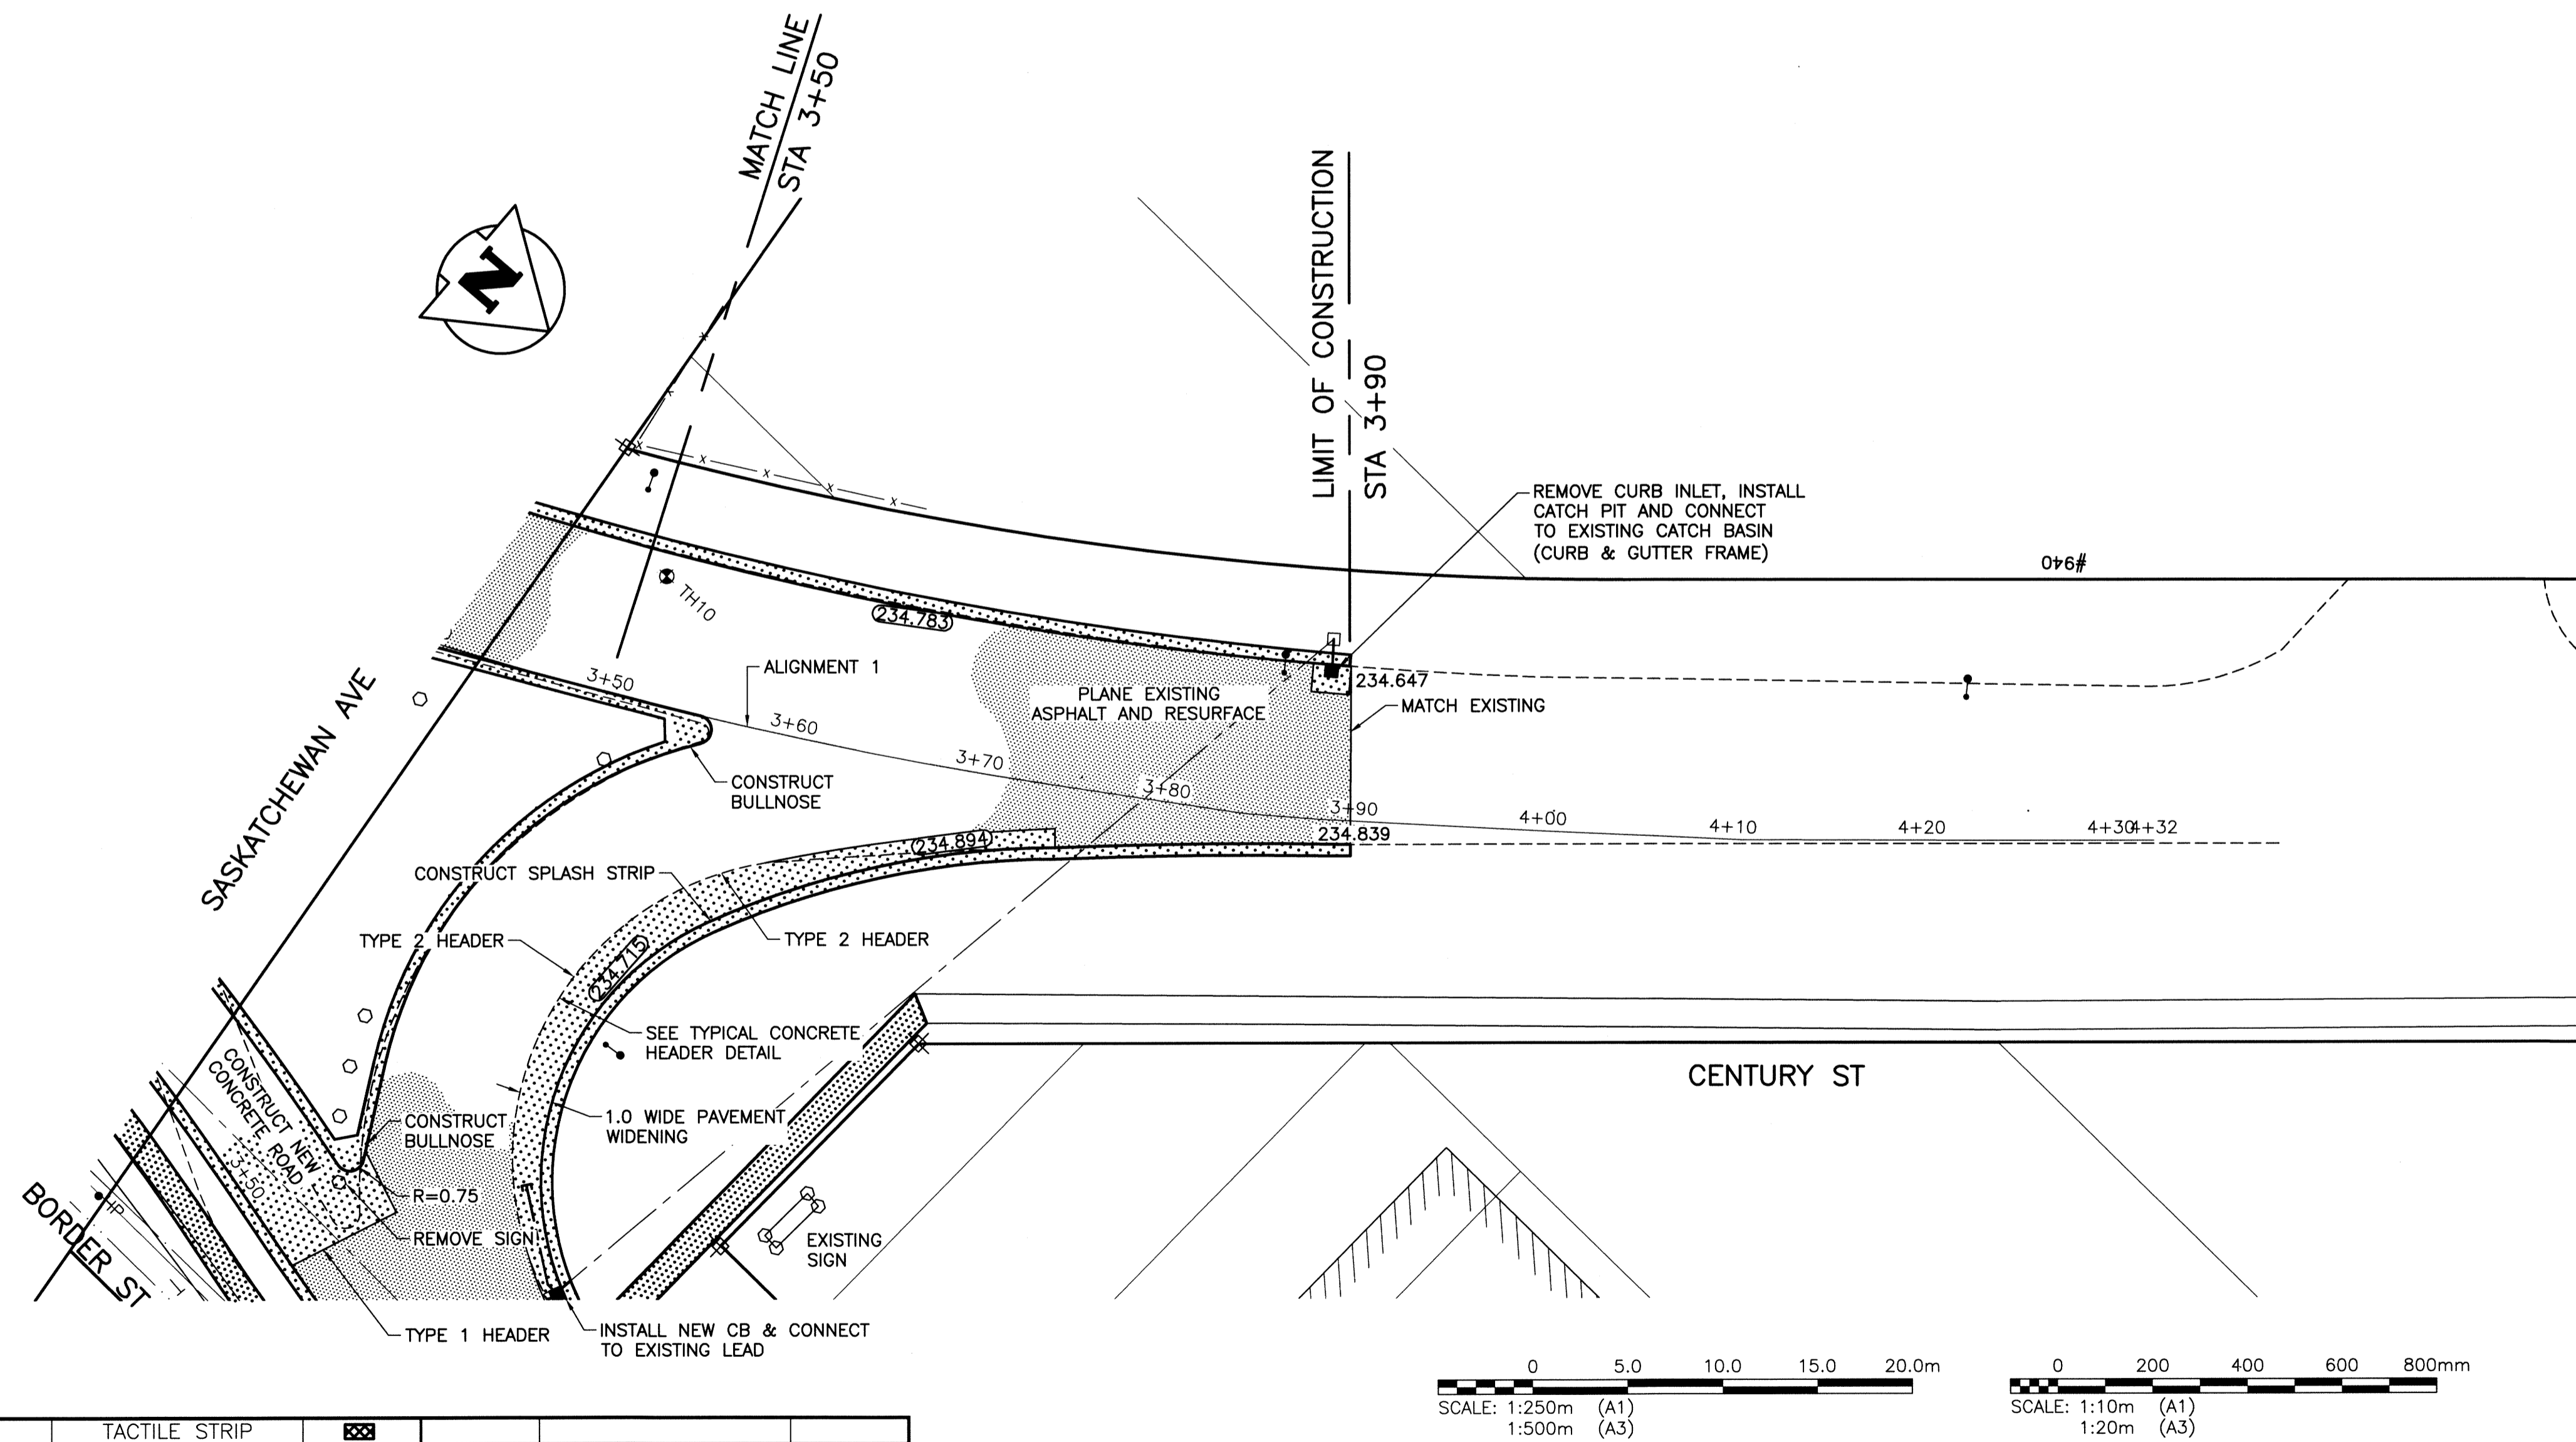 MATCH LINE
STA 3+50
N
LIMIT OF CONSTRUCTION
STA 3+90
REMOVE CURB INLET, INSTALL
CATCH PIT AND CONNECT
TO EXISTING CATCH BASIN
(CURB & GUTTER FRAME)
#940
TH10
234.783
ALIGNMENT 1
3+50
3+60
3+70
3+80
3+90
4+00
4+10
4+20
4+30
4+32
PLANE EXISTING
ASPHALT AND RESURFACE
234.647
MATCH EXISTING
SASKATCHEWAN AVE
CONSTRUCT
BULLNOSE
234.839
234.894
CONSTRUCT SPLASH STRIP
TYPE 2 HEADER
TYPE 2 HEADER
234.715
SEE TYPICAL CONCRETE
HEADER DETAIL
CENTURY ST
CONSTRUCT NEW
CONCRETE ROAD
3+50
CONSTRUCT
BULLNOSE
1.0 WIDE PAVEMENT
WIDENING
R=0.75
REMOVE SIGN
EXISTING
SIGN
BORDER ST
HP
TYPE 1 HEADER
INSTALL NEW CB & CONNECT
TO EXISTING LEAD
0 5.0 10.0 15.0 20.0m
SCALE: 1:250m (A1)
1:500m (A3)
0 200 400 600 800mm
SCALE: 1:10m (A1)
1:20m (A3)
TACTILE STRIP